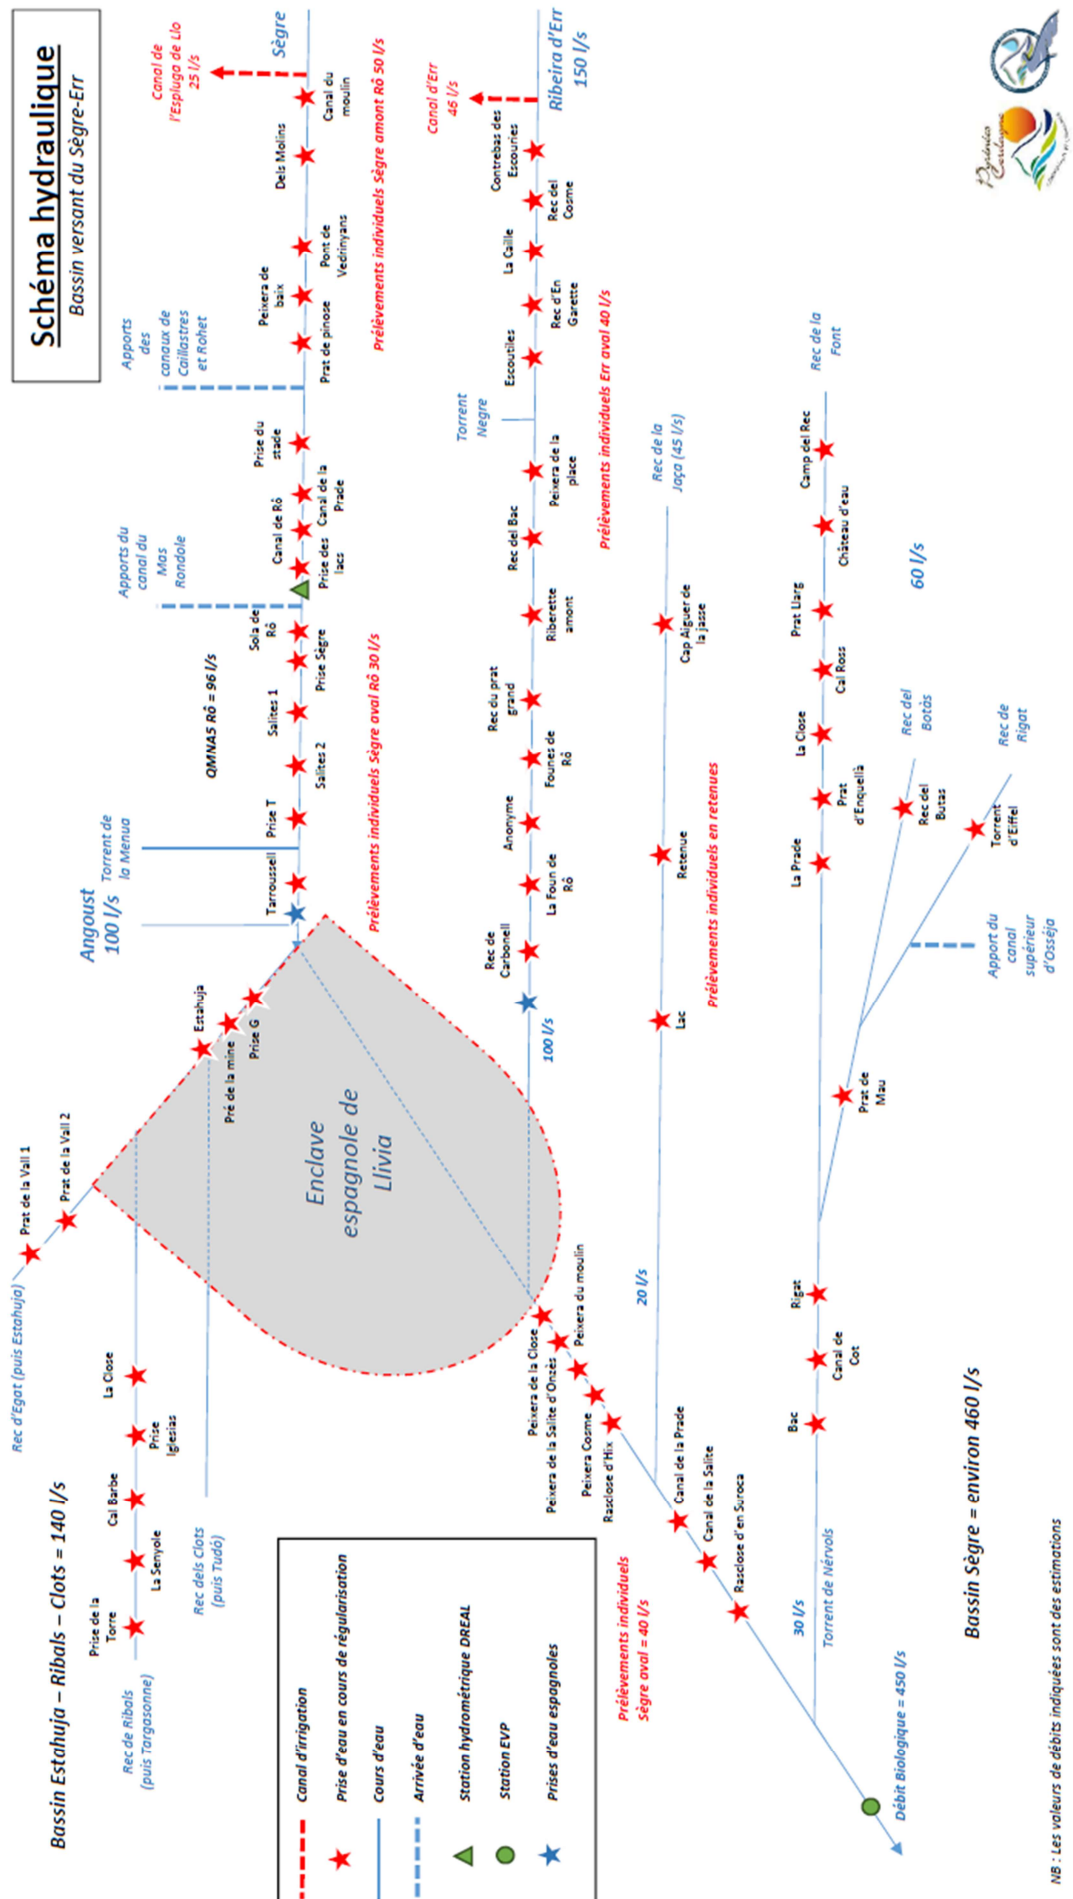 Schéma hydraulique
Bassin versant du Sègre-Err
Bassin Estahuja – Ribals – Clots = 140 l/s
Rec d'Egat (puis Estahuja)
Prat de la Vall 1
Prat de la Vall 2
Rec de Ribals
(puis Targasonne)
Prise de la
Torre
La Senyole
Cal Barbe
Prise
Iglesias
La Close
Rec dels Clots
(puis Tudó)
Estahuja
Pré de la mine
Prise G
Enclave
espagnole de
Llivia
Angoust
100 l/s
Torrent de
la Menua
Tarroussell
Prise T
Salites 2
Salites 1
QMNA5 Rô = 96 l/s
Prise Sègre
Sola de
Rô
Apports du
canal du
Mas
Rondole
Prise des
lacs
Canal de Rô
Canal de la
Prade
Prise du
stade
Apports
des
canaux de
Caillastres
et Rohet
Prat de pinose
Peixera de
baix
Pont de
Vedrinyans
Dels Molins
Canal du
moulin
Canal de
l'Espluga de Llo
25 l/s
Sègre
Prélèvements individuels Sègre aval Rô 30 l/s
Prélèvements individuels Sègre amont Rô 50 l/s
100 l/s
Rec de
Carbonell
La Foun de
Rô
Anonyme
Founes de
Rô
Rec du prat
grand
Riberette
amont
Rec del Bac
Peixera de la
place
Torrent
Negre
Escoutiles
Rec d'En
Garette
La Caille
Rec del
Cosme
Contrebas des
Escouries
Canal d'Err
46 l/s
Ribeira d'Err
150 l/s
Prélèvements individuels Err aval 40 l/s
Peixera de la Close
Peixera de la Salite d'Onzès
Peixera du moulin
Peixera Cosme
Rasclose d'Hix
20 l/s
Lac
Retenue
Cap Aiguer de
la jasse
Rec de la
Jaça (45 l/s)
Prélèvements individuels en retenues
Canal de la Prade
Canal de la Salite
Rasclose d'en Suroca
Prélèvements individuels
Sègre aval = 40 l/s
30 l/s
Torrent de Nérvols
Bac
Canal de
Cot
Rigat
Prat de
Mau
La Prade
Prat
d'Enquellà
La Close
Cal Ross
Prat Llarg
Château d'eau
Camp del Rec
Rec de la
Font
60 l/s
Rec del
Butas
Rec del
Botàs
Torrent
d'Eiffel
Rec de
Rigat
Apport du
canal
supérieur
d'Osséja
Débit Biologique = 450 l/s
Bassin Sègre = environ 460 l/s
Canal d'irrigation
Prise d'eau en cours de régularisation
Cours d'eau
Arrivée d'eau
Station hydrométrique DREAL
Station EVP
Prises d'eau espagnoles
NB : Les valeurs de débits indiquées sont des estimations
Pyrénées
Cerdagne